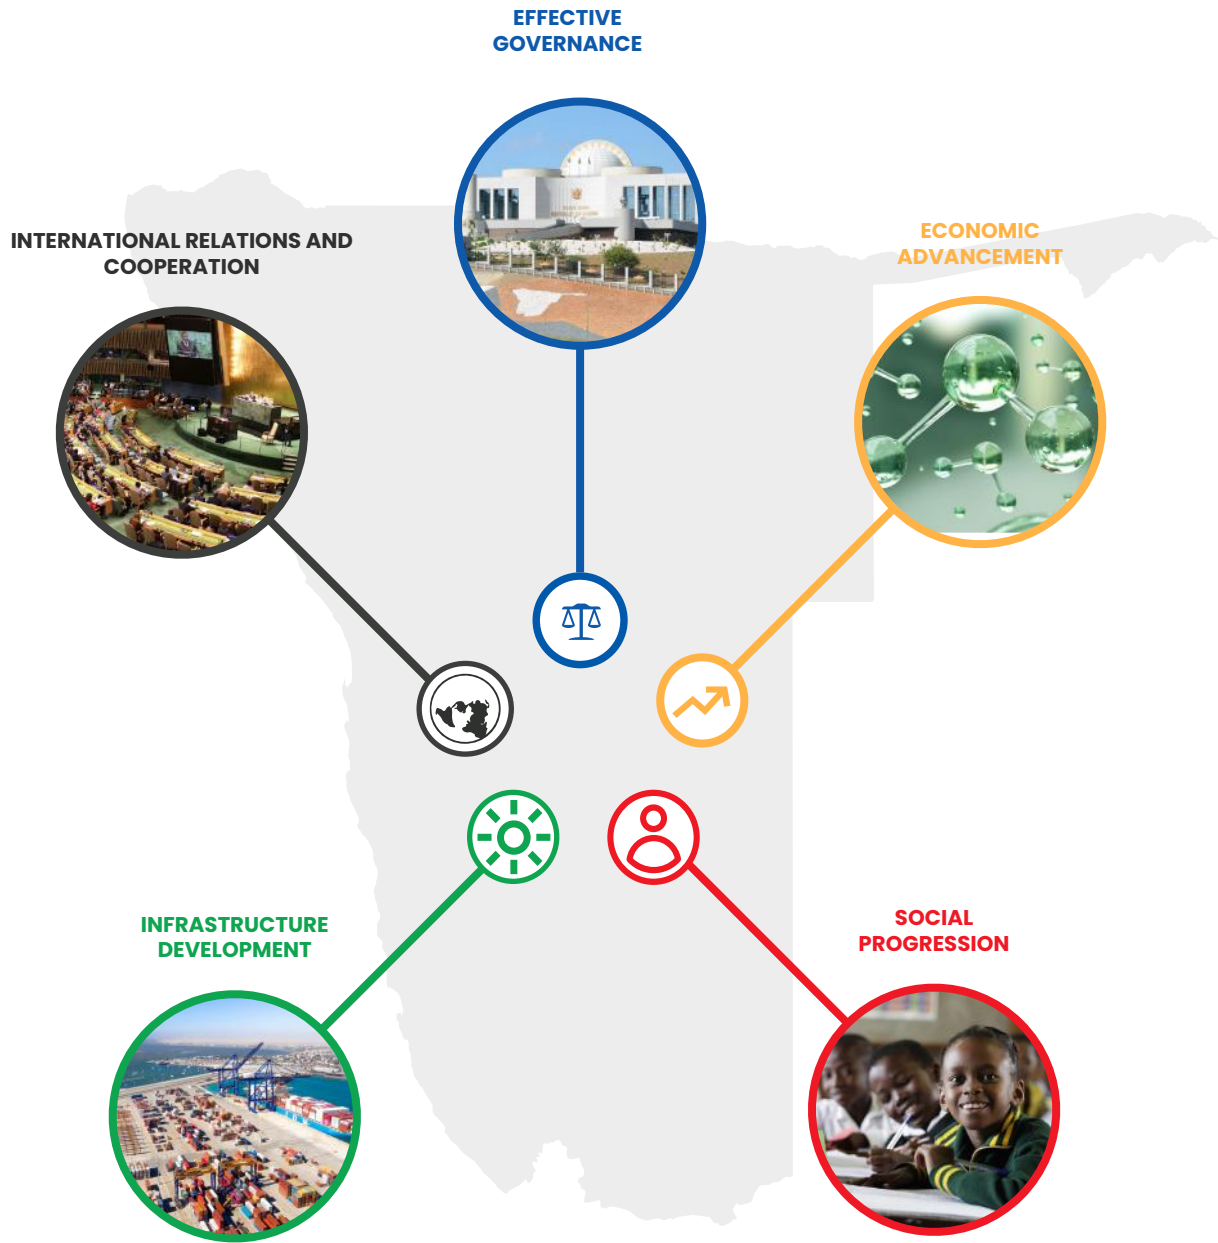 EFFECTIVE
GOVERNANCE
INTERNATIONAL RELATIONS AND
COOPERATION
ECONOMIC
ADVANCEMENT
INFRASTRUCTURE
DEVELOPMENT
SOCIAL
PROGRESSION